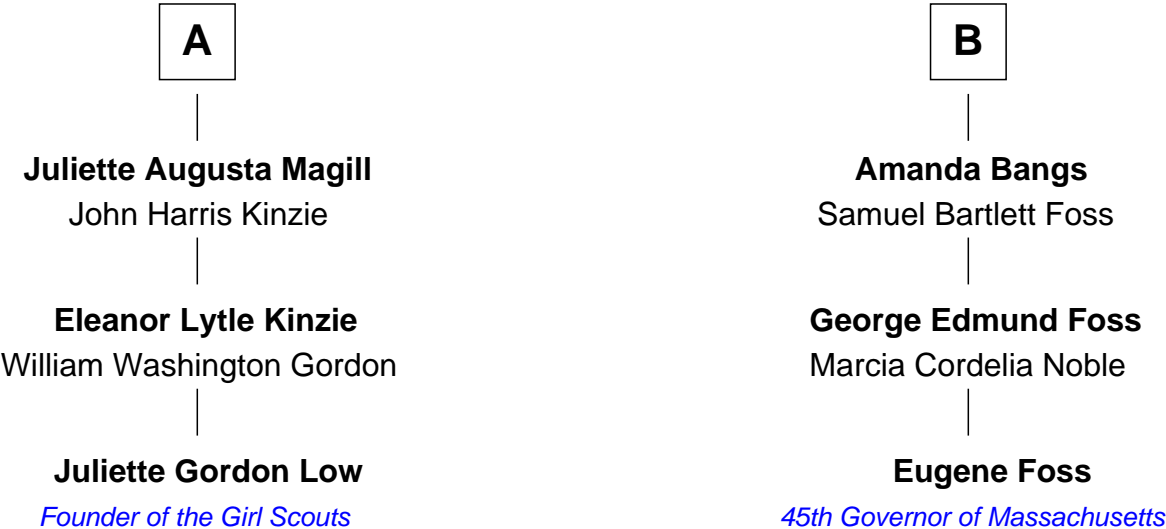 A
Juliette Augusta Magill
John Harris Kinzie
Eleanor Lytle Kinzie
William Washington Gordon
Juliette Gordon Low
Founder of the Girl Scouts
B
Amanda Bangs
Samuel Bartlett Foss
George Edmund Foss
Marcia Cordelia Noble
Eugene Foss
45th Governor of Massachusetts